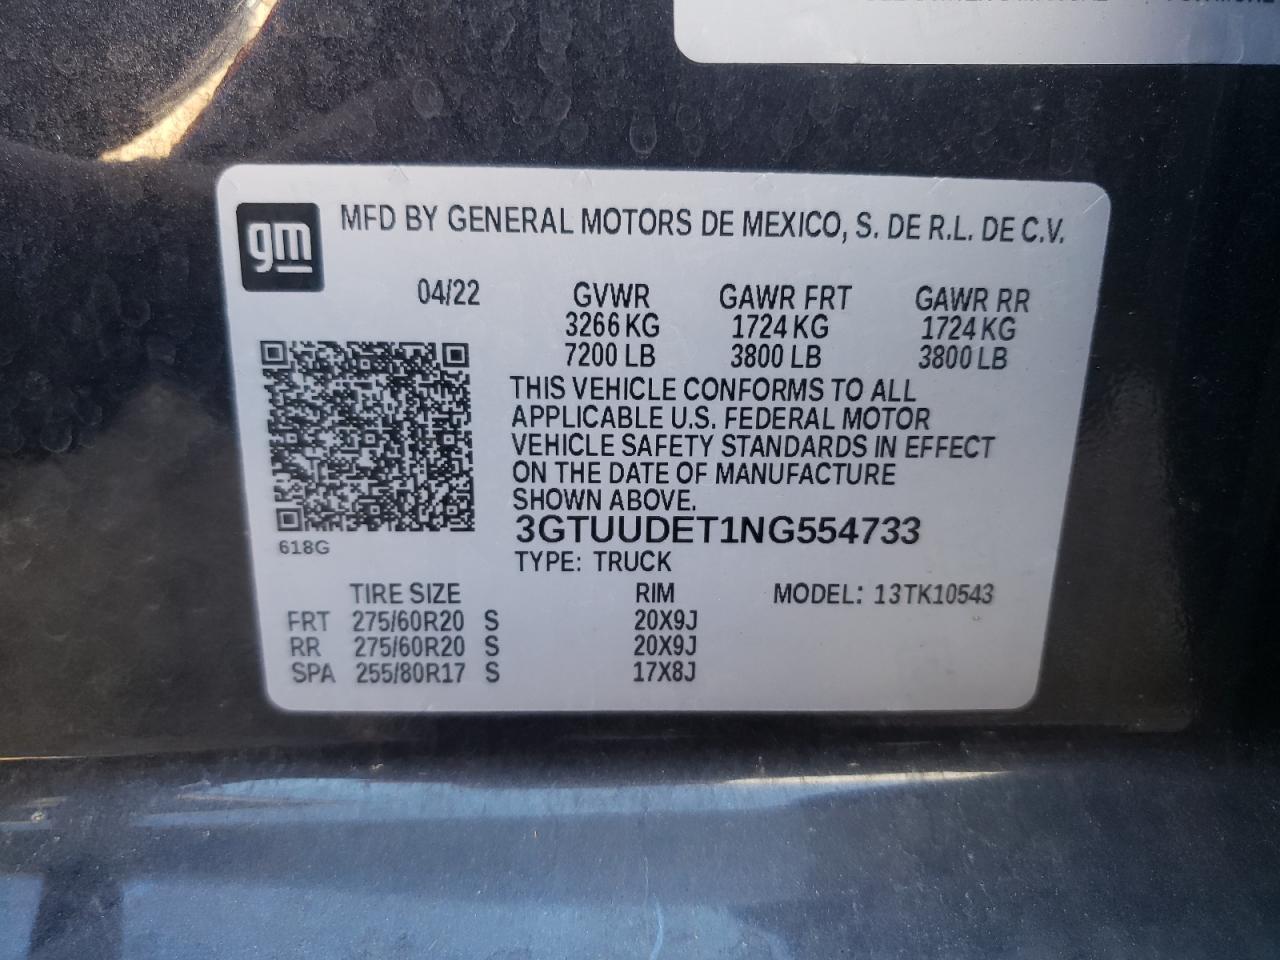 gm
MFD BY GENERAL MOTORS DE MEXICO, S. DE R.L. DE C.V.
04/22 GVWR GAWR FRT GAWR RR
3266 KG 1724 KG 1724 KG
7200 LB 3800 LB 3800 LB
THIS VEHICLE CONFORMS TO ALL
APPLICABLE U.S. FEDERAL MOTOR
VEHICLE SAFETY STANDARDS IN EFFECT
ON THE DATE OF MANUFACTURE
SHOWN ABOVE.
3GTUUDET1NG554733
618G
TYPE: TRUCK
TIRE SIZE RIM MODEL: 13TK10543
FRT 275/60R20 S 20X9J
RR 275/60R20 S 20X9J
SPA 255/80R17 S 17X8J